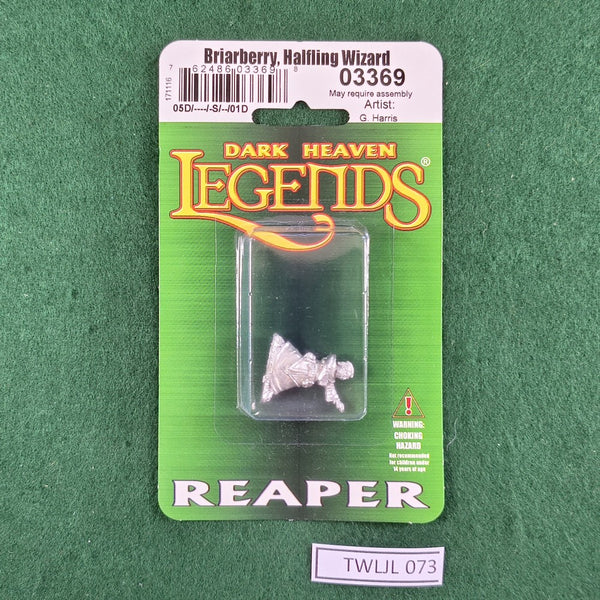 Briarberry, Halfling Wizard
7 62486 03369 8
171116
05D/----/-S/--/01D
03369
May require assembly
Artist:
G. Harris
DARK HEAVEN
LEGENDS®
WARNING:
CHOKING
HAZARD
Not recommended
for children under
14 years of age
REAPER
TWLJL 073